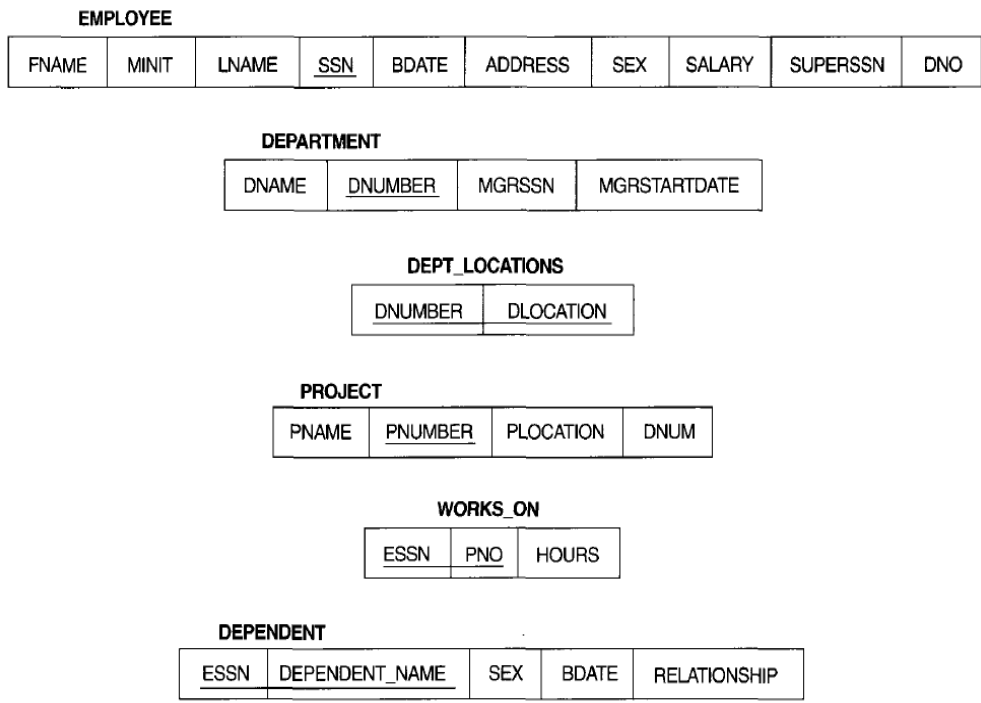 EMPLOYEE
FNAME MINIT LNAME SSN BDATE ADDRESS SEX SALARY SUPERSSN DNO
DEPARTMENT
DNAME DNUMBER MGRSSN MGRSTARTDATE
DEPT_LOCATIONS
DNUMBER DLOCATION
PROJECT
PNAME PNUMBER PLOCATION DNUM
WORKS_ON
ESSN PNO HOURS
DEPENDENT
ESSN DEPENDENT_NAME SEX BDATE RELATIONSHIP